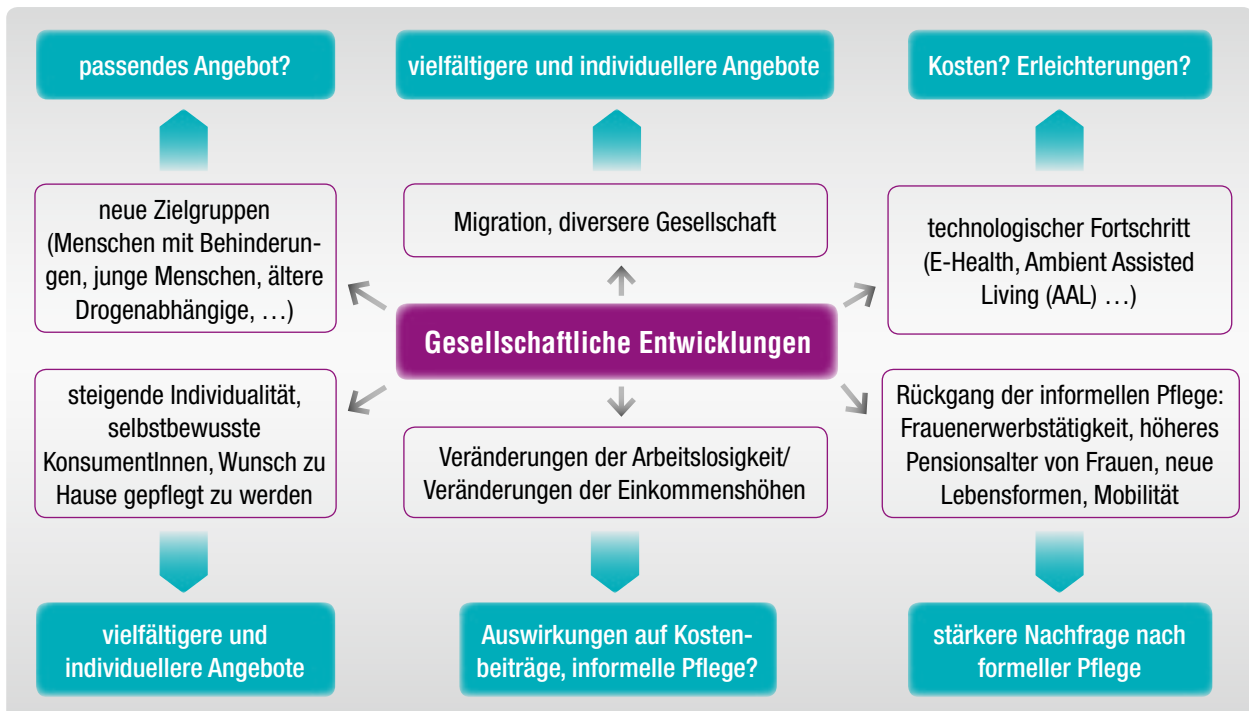 passendes Angebot?
vielfältigere und individuellere Angebote
Kosten? Erleichterungen?
neue Zielgruppen
(Menschen mit Behinderun-
gen, junge Menschen, ältere
Drogenabhängige, …)
Migration, diversere Gesellschaft
technologischer Fortschritt
(E-Health, Ambient Assisted
Living (AAL) …)
Gesellschaftliche Entwicklungen
steigende Individualität,
selbstbewusste
KonsumentInnen, Wunsch zu
Hause gepflegt zu werden
Veränderungen der Arbeitslosigkeit/
Veränderungen der Einkommenshöhen
Rückgang der informellen Pflege:
Frauenerwerbstätigkeit, höheres
Pensionsalter von Frauen, neue
Lebensformen, Mobilität
vielfältigere und
individuellere Angebote
Auswirkungen auf Kosten-
beiträge, informelle Pflege?
stärkere Nachfrage nach
formeller Pflege